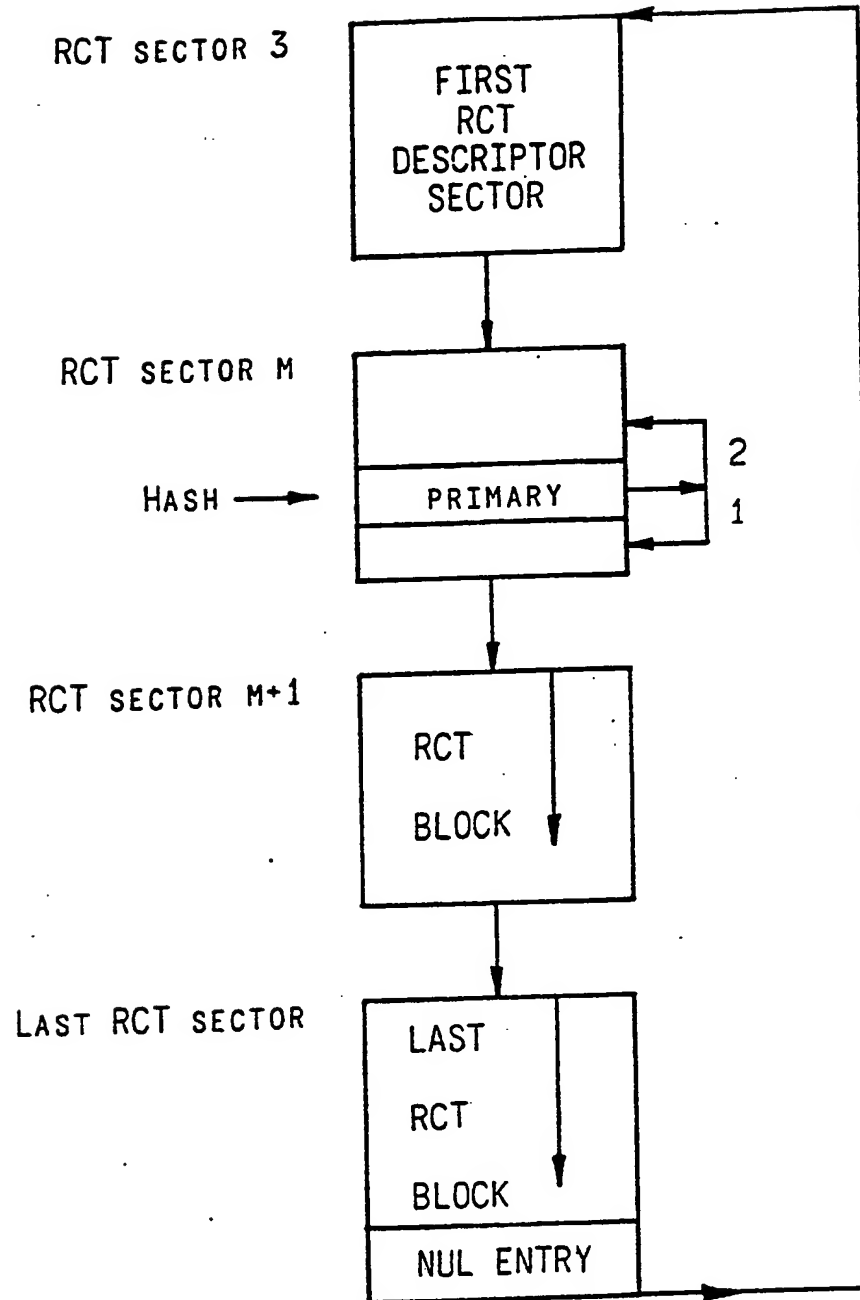 RCT SECTOR 3
FIRST
RCT
DESCRIPTOR
SECTOR
RCT SECTOR M
2
HASH
PRIMARY
1
RCT SECTOR M+1
RCT
BLOCK
LAST RCT SECTOR
LAST
RCT
BLOCK
NUL ENTRY